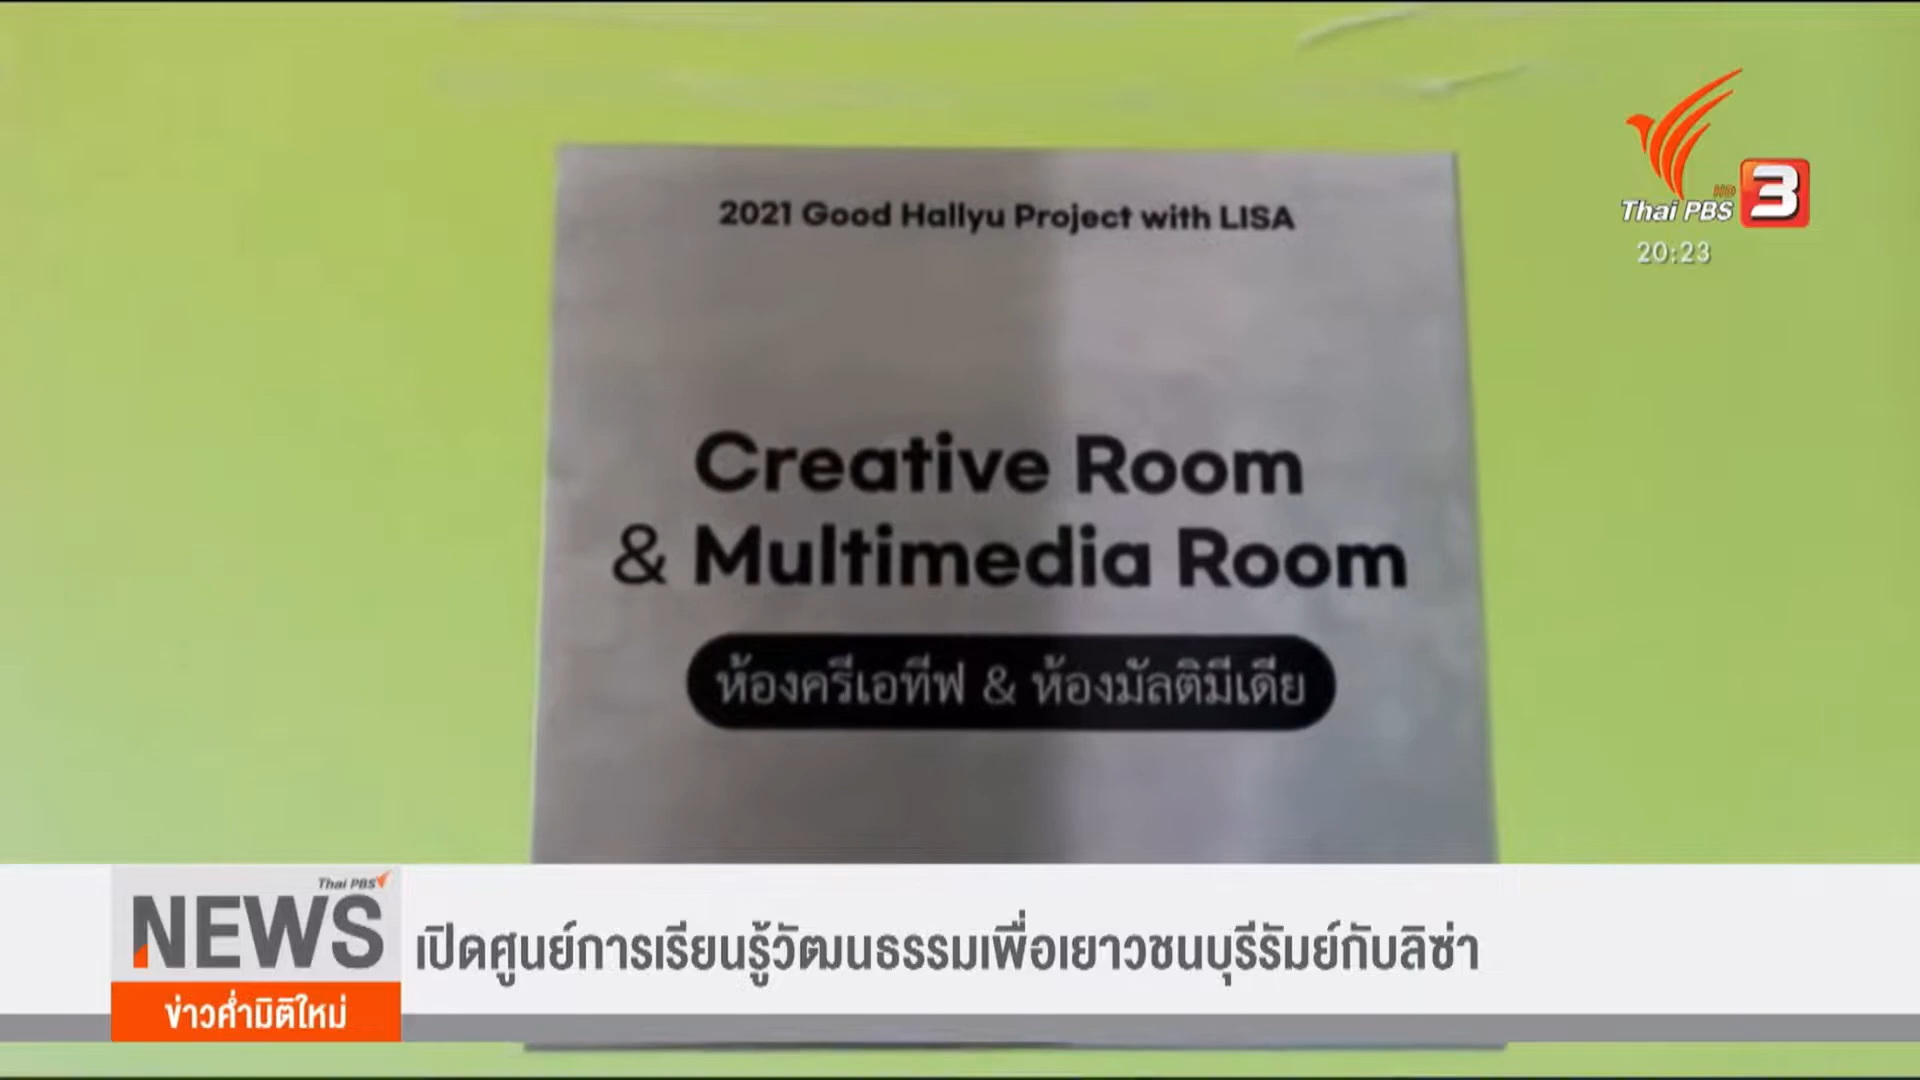 2021 Good Hallyu Project with LISA
Thai PBS
3
20:23
Creative Room
& Multimedia Room
ห้องครีเอทีฟ & ห้องมัลติมีเดีย
Thai PBS
NEWS
เปิดศูนย์การเรียนรู้วัฒนธรรมเพื่อเยาวชนบุรีรัมย์กับลิซ่า
ข่าวค่ำมิติใหม่